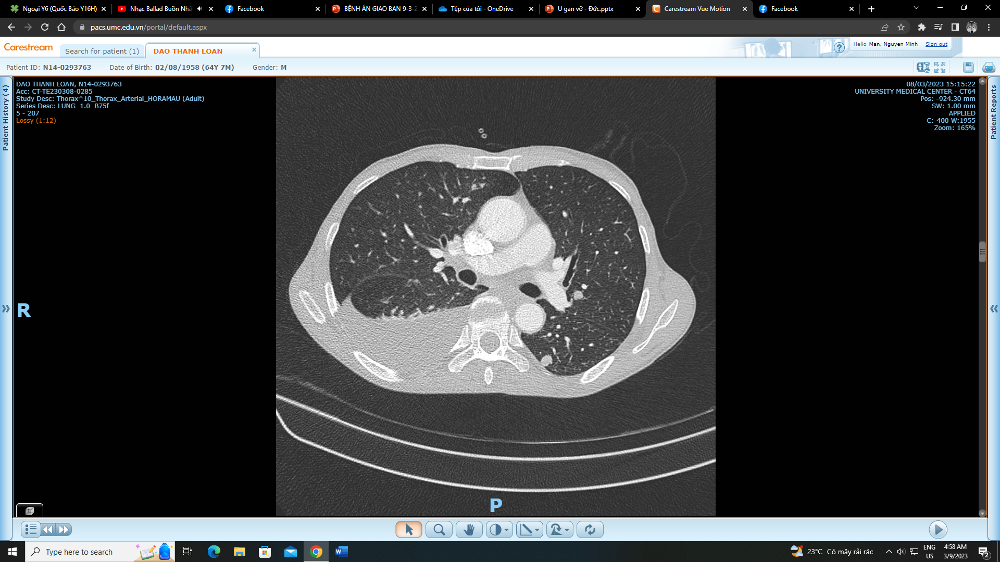 Ngoại Y6 (Quốc Bảo Y16H)
Nhạc Ballad Buồn Nhấ
Facebook
BỆNH ÁN GIAO BAN 9-3-2
Tệp của tôi - OneDrive
U gan vỡ - Đức.pptx
Carestream Vue Motion
Facebook
pacs.umc.edu.vn/portal/default.aspx
Carestream
Search for patient (1)
DAO THANH LOAN
?
Hello Man, Nguyen Minh Sign out
Patient ID: N14-0293763 Date of Birth: 02/08/1958 (64Y 7M) Gender: M
Patient History (4)
Patient Reports
DAO THANH LOAN, N14-0293763
Acc: CT-TE230308-0285
Study Desc: Thorax^10_Thorax_Arterial_HORAMAU (Adult)
Series Desc: LUNG 1.0 B75f
5 - 207
Lossy (1:12)
08/03/2023 15:15:22
UNIVERSITY MEDICAL CENTER - CT64
Pos: -924.30 mm
SW: 1.00 mm
APPLIED
C:-400 W:1955
Zoom: 165%
R
P
Type here to search
23°C Có mây rải rác
ENG
US
4:58 AM
3/9/2023
2